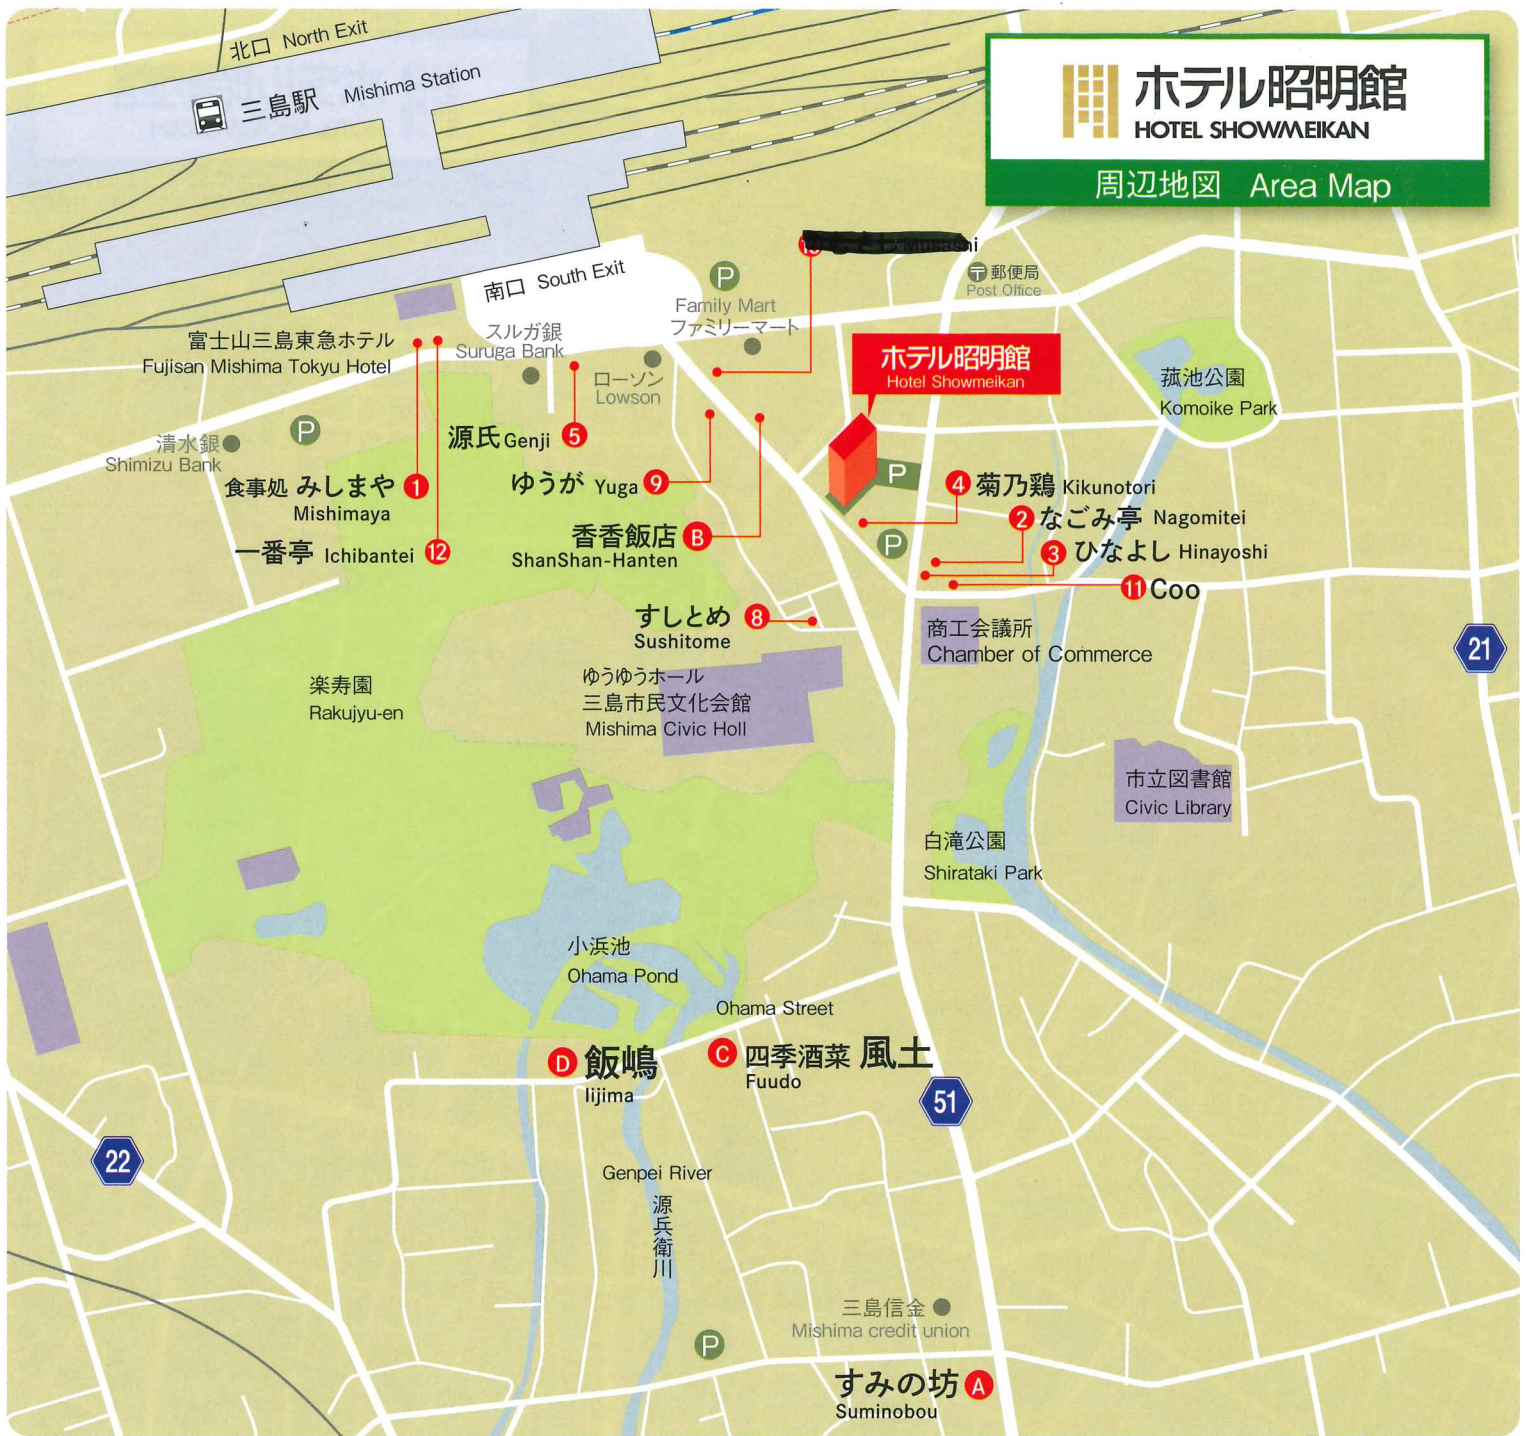 北口 North Exit
三島駅 Mishima Station
ホテル昭明館
HOTEL SHOWMEIKAN
周辺地図 Area Map
南口 South Exit
P
Family Mart
ファミリーマート
〒 郵便局
Post Office
富士山三島東急ホテル
Fujisan Mishima Tokyu Hotel
スルガ銀
Suruga Bank
ローソン
Lowson
ホテル昭明館
Hotel Showmeikan
菰池公園
Komoike Park
P
清水銀
Shimizu Bank
源氏 Genji 5
食事処 みしまや 1
Mishimaya
ゆうが Yuga 9
P
4 菊乃鶏 Kikunotori
2 なごみ亭 Nagomitei
一番亭 Ichibantei 12
香香飯店 B
ShanShan-Hanten
P
3 ひなよし Hinayoshi
11 Coo
すしとめ 8
Sushitome
商工会議所
Chamber of Commerce
21
楽寿園
Rakujyu-en
ゆうゆうホール
三島市民文化会館
Mishima Civic Holl
市立図書館
Civic Library
白滝公園
Shirataki Park
小浜池
Ohama Pond
Ohama Street
D 飯嶋
Iijima
C 四季酒菜 風土
Fuudo
51
22
Genpei River
源兵衛川
三島信金
Mishima credit union
P
すみの坊 A
Suminobou